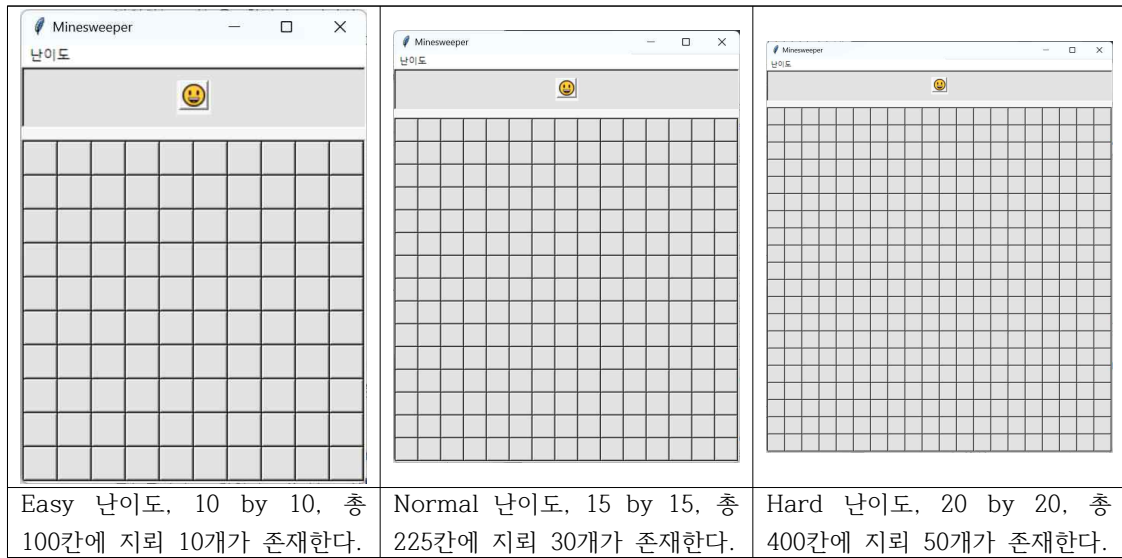 Minesweeper
난이도
Minesweeper
난이도
Minesweeper
난이도
Easy 난이도, 10 by 10, 총
100칸에 지뢰 10개가 존재한다.
Normal 난이도, 15 by 15, 총
225칸에 지뢰 30개가 존재한다.
Hard 난이도, 20 by 20, 총
400칸에 지뢰 50개가 존재한다.